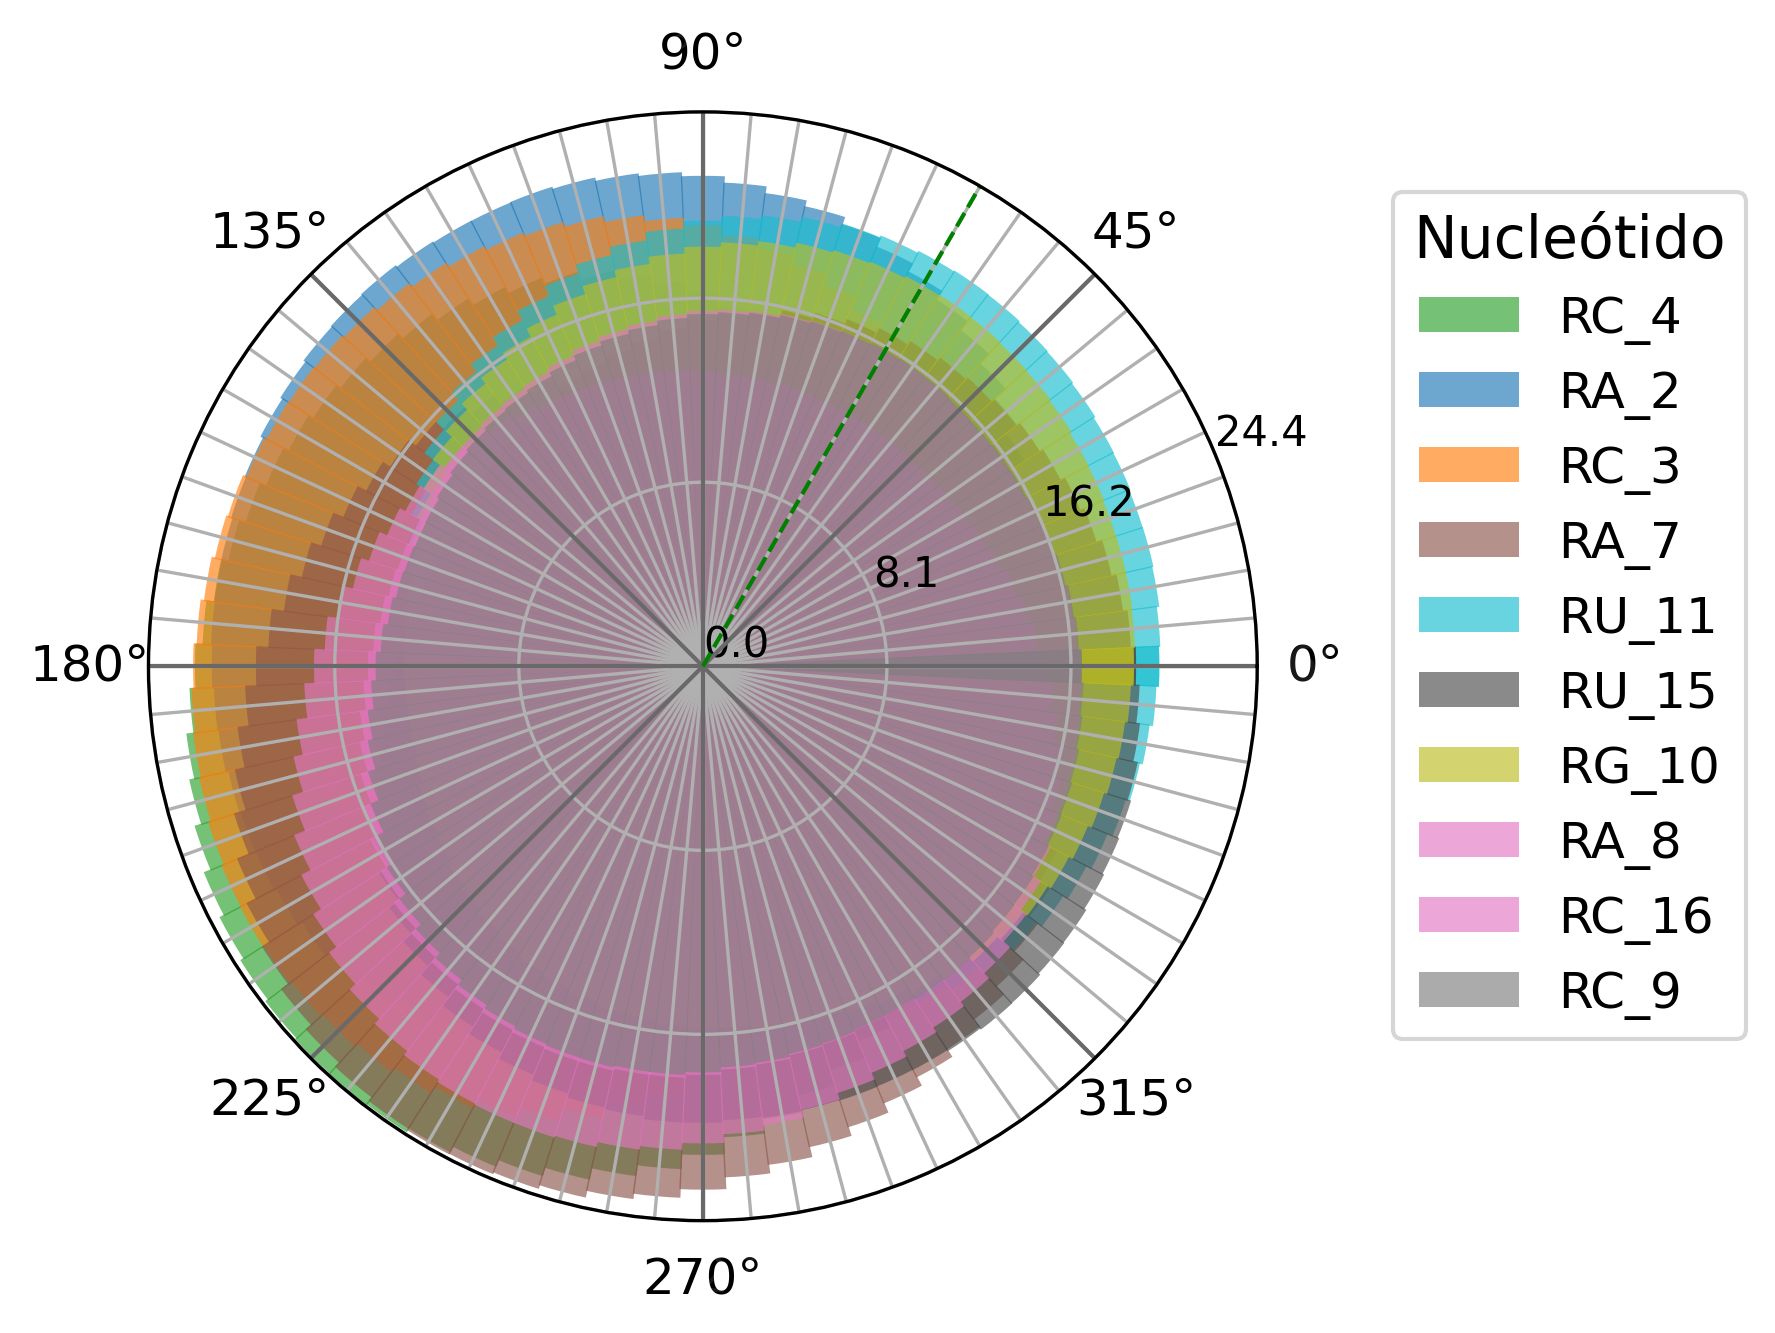 90°
135°
45°
180°
0°
225°
315°
270°
24.4
16.2
8.1
0.0
Nucleótido
RC_4
RA_2
RC_3
RA_7
RU_11
RU_15
RG_10
RA_8
RC_16
RC_9